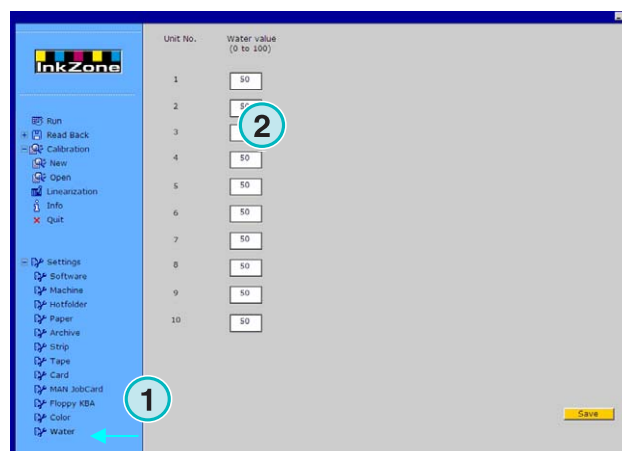 InkZone
Run
Read Back
Calibration
New
Open
Linearization
Info
Quit
Settings
Software
Machine
Hotfolder
Paper
Archive
Strip
Tape
Card
MAN JobCard
Floppy KBA
Color
Water
1
Unit No. Water value
(0 to 100)
1 50
2
2
3
4 50
5 50
6 50
7 50
8 50
9 50
10 50
Save